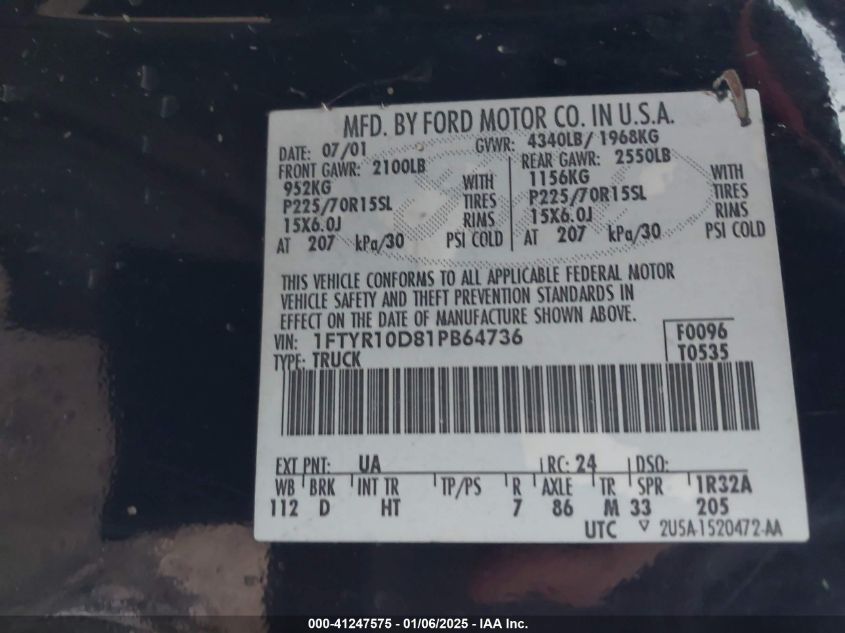 MFD. BY FORD MOTOR CO. IN U.S.A.
DATE: 07/01 GVWR: 4340LB/ 1968KG
FRONT GAWR: 2100LB REAR GAWR: 2550LB
952KG WITH 1156KG WITH
P225/70R15SL TIRES P225/70R15SL TIRES
15X6.0J RIMS 15X6.0J RIMS
AT 207 kPa/30 PSI COLD AT 207 kPa/30 PSI COLD
THIS VEHICLE CONFORMS TO ALL APPLICABLE FEDERAL MOTOR
VEHICLE SAFETY AND THEFT PREVENTION STANDARDS IN
EFFECT ON THE DATE OF MANUFACTURE SHOWN ABOVE.
VIN: 1FTYR10D81PB64736 F0096
TYPE: TRUCK T0535
EXT PNT: UA RC: 24 DSO:
WB BRK INT TR TP/PS R AXLE TR SPR 1R32A
112 D HT 7 86 M 33 205
UTC ▽ 2U5A-1520472-AA
000-41247575 - 01/06/2025 - IAA Inc.